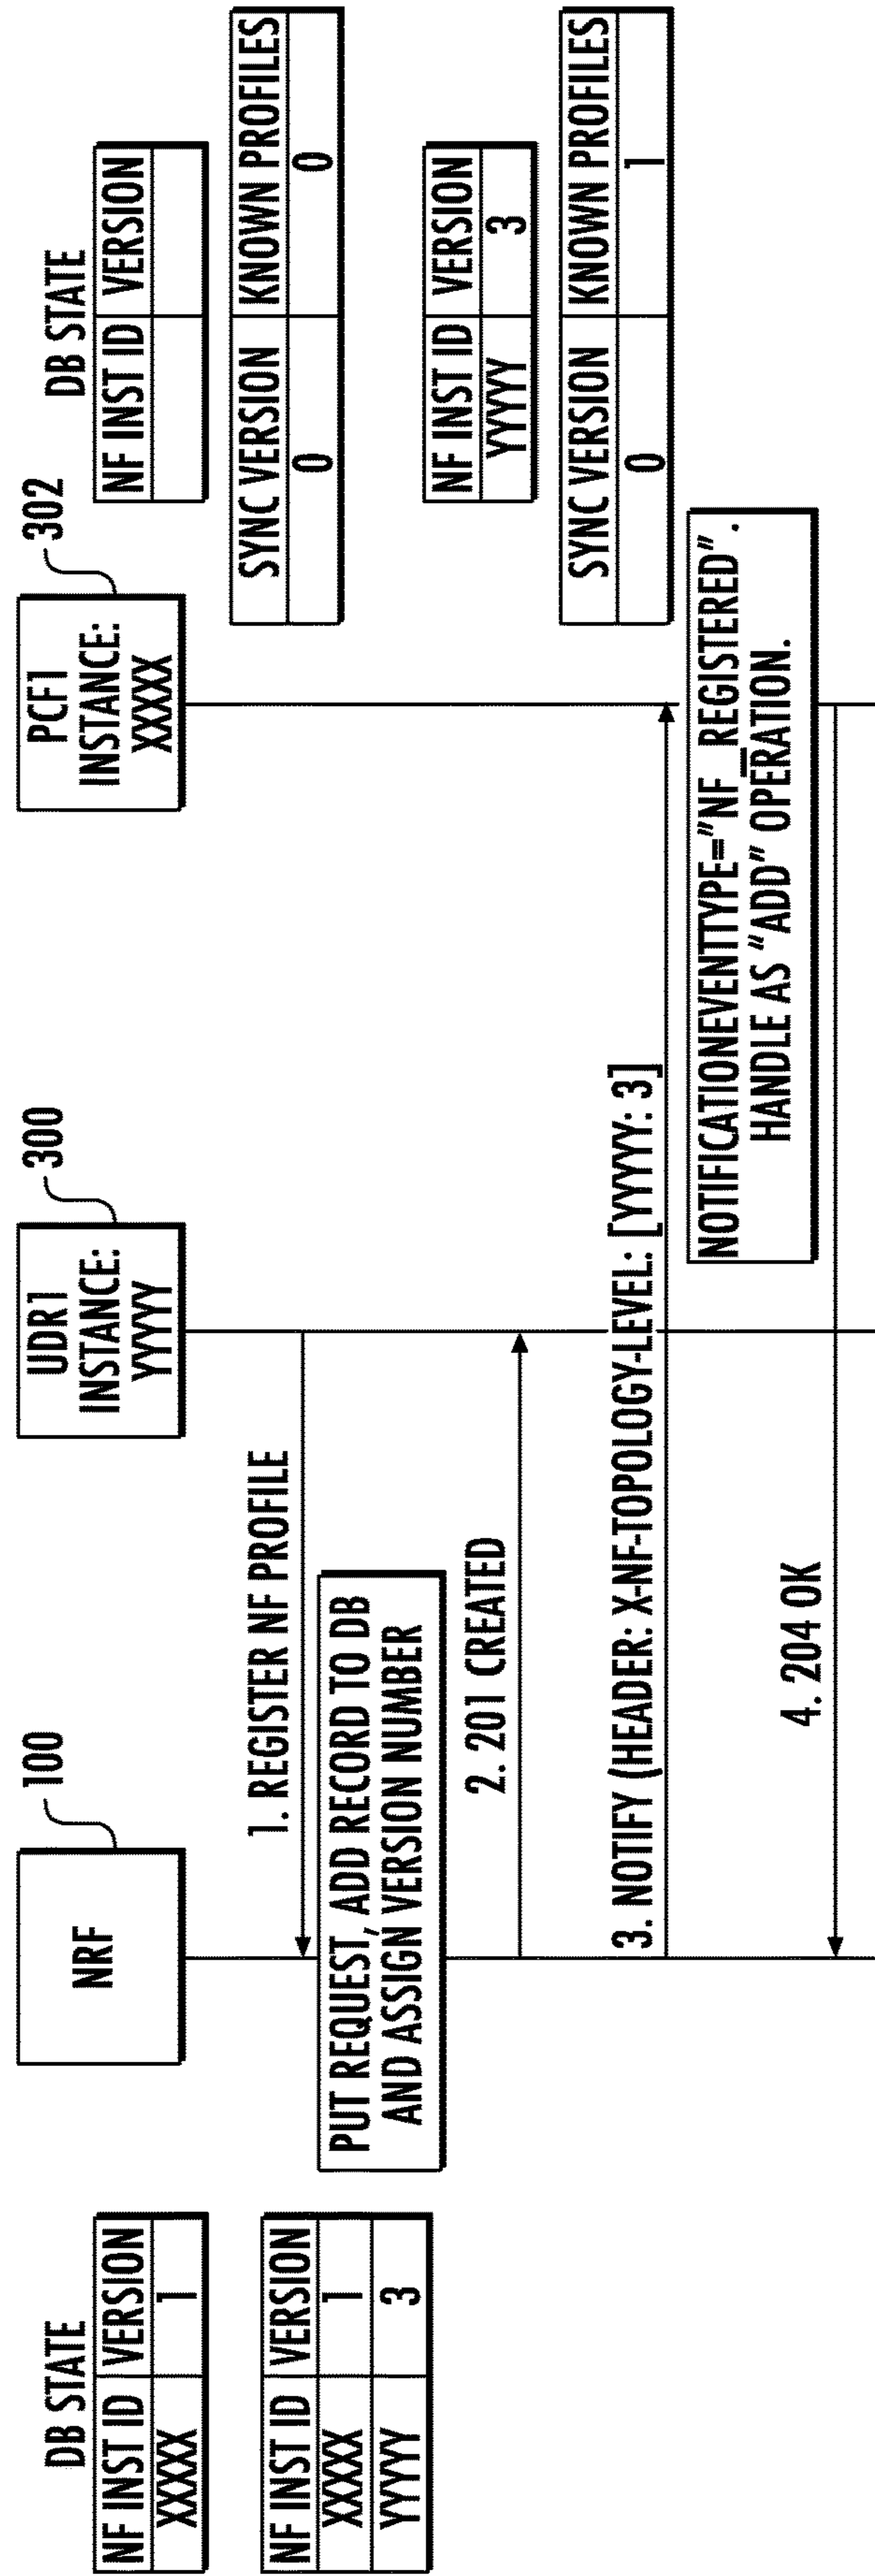 DB STATE
NF INST ID VERSION
XXXXX 1
NF INST ID VERSION
XXXXX 1
YYYYY 3
NRF
100
UDR1
INSTANCE:
YYYYY
300
PCF1
INSTANCE:
XXXXX
302
DB STATE
NF INST ID VERSION
SYNC VERSION KNOWN PROFILES
0 0
NF INST ID VERSION
YYYYY 3
SYNC VERSION KNOWN PROFILES
0 1
1. REGISTER NF PROFILE
PUT REQUEST, ADD RECORD TO DB
AND ASSIGN VERSION NUMBER
2. 201 CREATED
3. NOTIFY (HEADER: X-NF-TOPOLOGY-LEVEL: [YYYYY: 3]
NOTIFICATIONEVENTTYPE="NF_REGISTERED".
HANDLE AS "ADD" OPERATION.
4. 204 OK